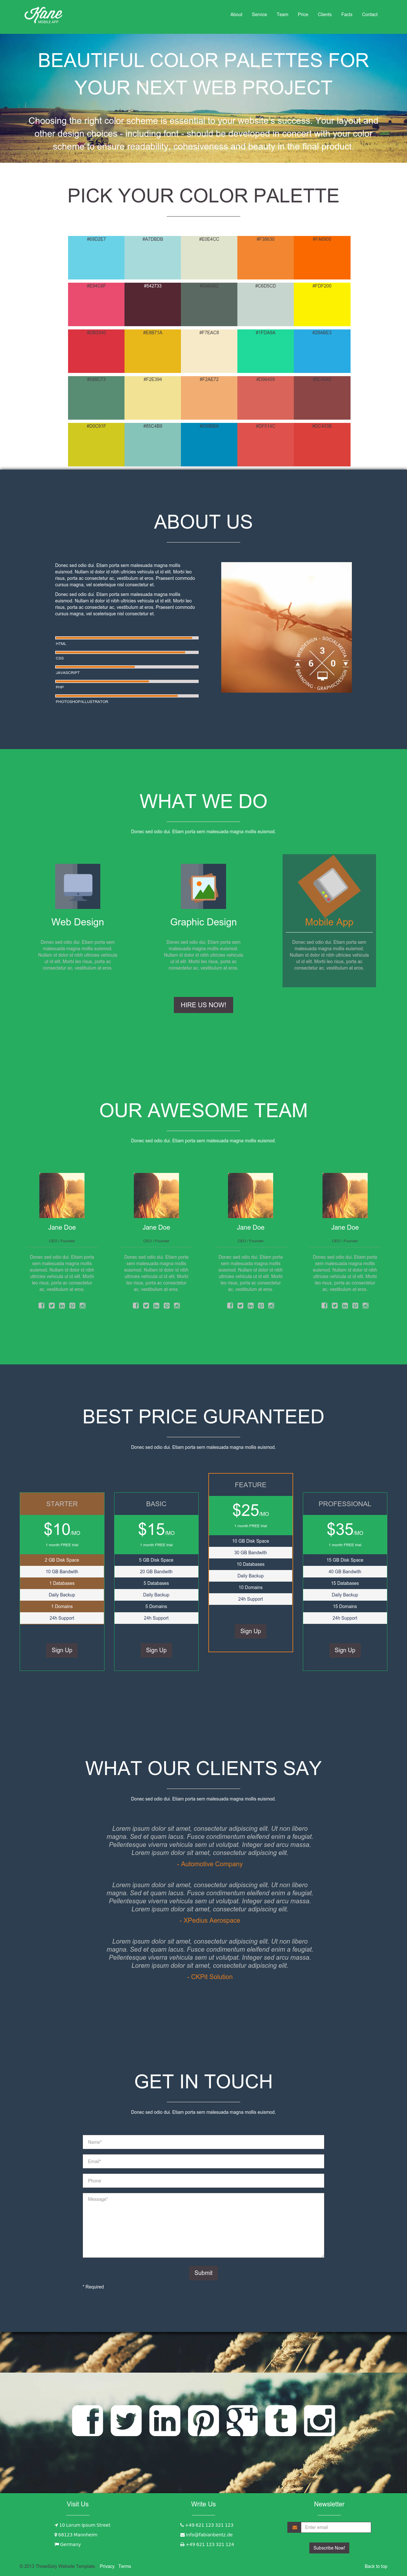 Kane
MOBILE APP
About Service Team Price Clients Facts Contact
BEAUTIFUL COLOR PALETTES FOR
YOUR NEXT WEB PROJECT
Choosing the right color scheme is essential to your website's success. Your layout and
other design choices - including font - should be developed in concert with your color
scheme to ensure readability, cohesiveness and beauty in the final product.
PICK YOUR COLOR PALETTE
#69D2E7 #A7DBDB #E0E4CC #F38630 #FA6900
#542733 #C6D5CD #FDF200
#F7EAC8 #1FDA9A
#F2E394 #F2AE72
#D0C91F #85C4B9
ABOUT US
Donec sed odio dui. Etiam porta sem malesuada magna mollis
euismod. Nullam id dolor id nibh ultricies vehicula ut id elit. Morbi leo
risus, porta ac consectetur ac, vestibulum at eros. Praesent commodo
cursus magna, vel scelerisque nisl consectetur et.
Donec sed odio dui. Etiam porta sem malesuada magna mollis
euismod. Nullam id dolor id nibh ultricies vehicula ut id elit. Morbi leo
risus, porta ac consectetur ac, vestibulum at eros. Praesent commodo
cursus magna, vel scelerisque nisl consectetur et.
HTML
CSS
JAVASCRIPT
PHP
PHOTOSHOP/ILLUSTRATOR
WEBDESIGN - SOCIAL MEDIA - BRANDING - GRAPHICDESIGN
3
6 0
WHAT WE DO
Donec sed odio dui. Etiam porta sem malesuada magna mollis euismod.
Web Design Graphic Design Mobile App
Donec sed odio dui. Etiam porta sem Donec sed odio dui. Etiam porta sem Donec sed odio dui. Etiam porta sem
malesuada magna mollis euismod. malesuada magna mollis euismod. malesuada magna mollis euismod.
Nullam id dolor id nibh ultricies vehicula Nullam id dolor id nibh ultricies vehicula Nullam id dolor id nibh ultricies vehicula
ut id elit. Morbi leo risus, porta ac ut id elit. Morbi leo risus, porta ac ut id elit. Morbi leo risus, porta ac
consectetur ac, vestibulum at eros. consectetur ac, vestibulum at eros. consectetur ac, vestibulum at eros.
HIRE US NOW!
OUR AWESOME TEAM
Donec sed odio dui. Etiam porta sem malesuada magna mollis euismod.
Jane Doe Jane Doe Jane Doe Jane Doe
CEO / Founder CEO / Founder CEO / Founder CEO / Founder
Donec sed odio dui. Etiam porta Donec sed odio dui. Etiam porta Donec sed odio dui. Etiam porta Donec sed odio dui. Etiam porta
sem malesuada magna mollis sem malesuada magna mollis sem malesuada magna mollis sem malesuada magna mollis
euismod. Nullam id dolor id nibh euismod. Nullam id dolor id nibh euismod. Nullam id dolor id nibh euismod. Nullam id dolor id nibh
ultricies vehicula ut id elit. Morbi ultricies vehicula ut id elit. Morbi ultricies vehicula ut id elit. Morbi ultricies vehicula ut id elit. Morbi
leo risus, porta ac consectetur leo risus, porta ac consectetur leo risus, porta ac consectetur leo risus, porta ac consectetur
ac, vestibulum at eros. ac, vestibulum at eros. ac, vestibulum at eros. ac, vestibulum at eros.
BEST PRICE GURANTEED
Donec sed odio dui. Etiam porta sem malesuada magna mollis euismod.
STARTER
$10/MO
1 month FREE trial
2 GB Disk Space
10 GB Bandwith
1 Databases
Daily Backup
1 Domains
24h Support
Sign Up
BASIC
$15/MO
1 month FREE trial
5 GB Disk Space
20 GB Bandwith
5 Databases
Daily Backup
5 Domains
24h Support
Sign Up
FEATURE
$25/MO
1 month FREE trial
10 GB Disk Space
30 GB Bandwith
10 Databases
Daily Backup
10 Domains
24h Support
Sign Up
PROFESSIONAL
$35/MO
1 month FREE trial
15 GB Disk Space
40 GB Bandwith
15 Databases
Daily Backup
15 Domains
24h Support
Sign Up
WHAT OUR CLIENTS SAY
Donec sed odio dui. Etiam porta sem malesuada magna mollis euismod.
Lorem ipsum dolor sit amet, consectetur adipiscing elit. Ut non libero
magna. Sed et quam lacus. Fusce condimentum eleifend enim a feugiat.
Pellentesque viverra vehicula sem ut volutpat. Integer sed arcu massa.
Lorem ipsum dolor sit amet, consectetur adipiscing elit.
- Automotive Company
Lorem ipsum dolor sit amet, consectetur adipiscing elit. Ut non libero
magna. Sed et quam lacus. Fusce condimentum eleifend enim a feugiat.
Pellentesque viverra vehicula sem ut volutpat. Integer sed arcu massa.
Lorem ipsum dolor sit amet, consectetur adipiscing elit.
- XPedius Aerospace
Lorem ipsum dolor sit amet, consectetur adipiscing elit. Ut non libero
magna. Sed et quam lacus. Fusce condimentum eleifend enim a feugiat.
Pellentesque viverra vehicula sem ut volutpat. Integer sed arcu massa.
Lorem ipsum dolor sit amet, consectetur adipiscing elit.
- CKPit Solution
GET IN TOUCH
Donec sed odio dui. Etiam porta sem malesuada magna mollis euismod.
Name*
Email*
Phone
Message*
Submit
* Required
Visit Us Write Us Newsletter
10 Lorum Ipsum Street +49 621 123 321 123 Enter email
68123 Mannheim info@fabianbentz.de
Germany +49 621 123 321 124 Subscribe Now!
© 2013 ThreeSixty Website Template. · Privacy · Terms Back to top